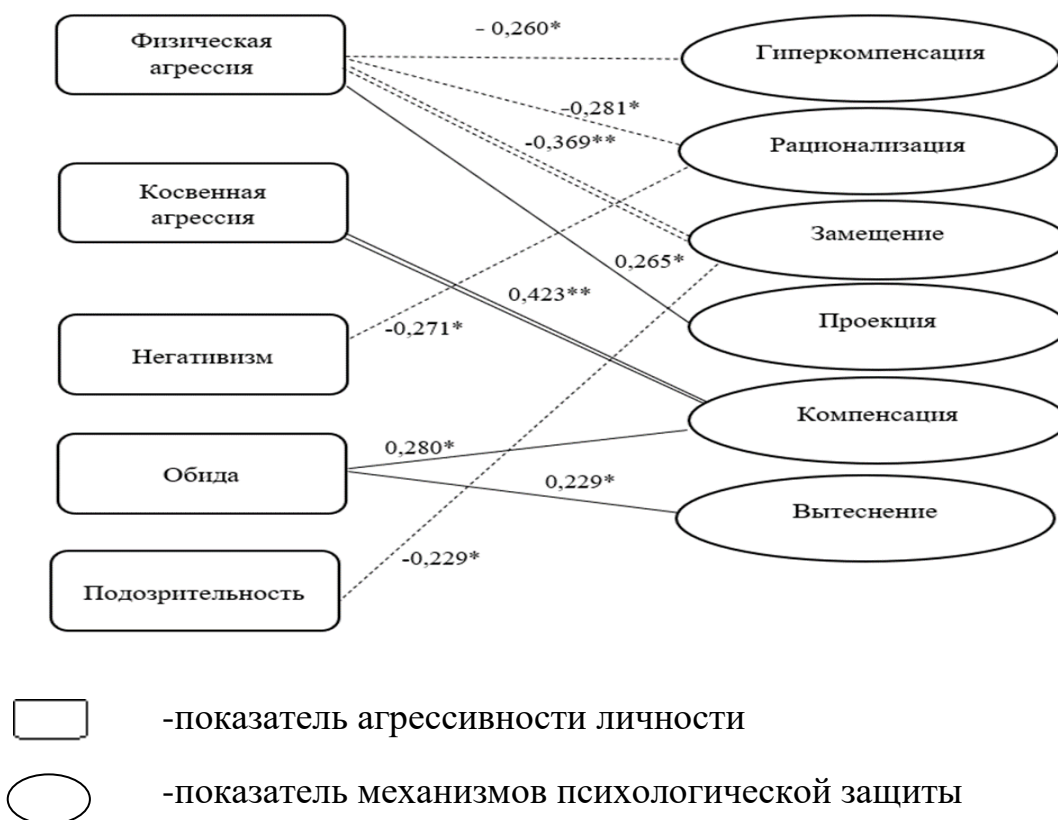 - 0,260*
Физическая
агрессия
Гиперкомпенсация
-0,281*
-0,369**
Рационализация
Косвенная
агрессия
Замещение
0,265*
0,423**
-0,271*
Проекция
Негативизм
Компенсация
0,280*
Обида
0,229*
Вытеснение
-0,229*
Подозрительность
-показатель агрессивности личности
-показатель механизмов психологической защиты